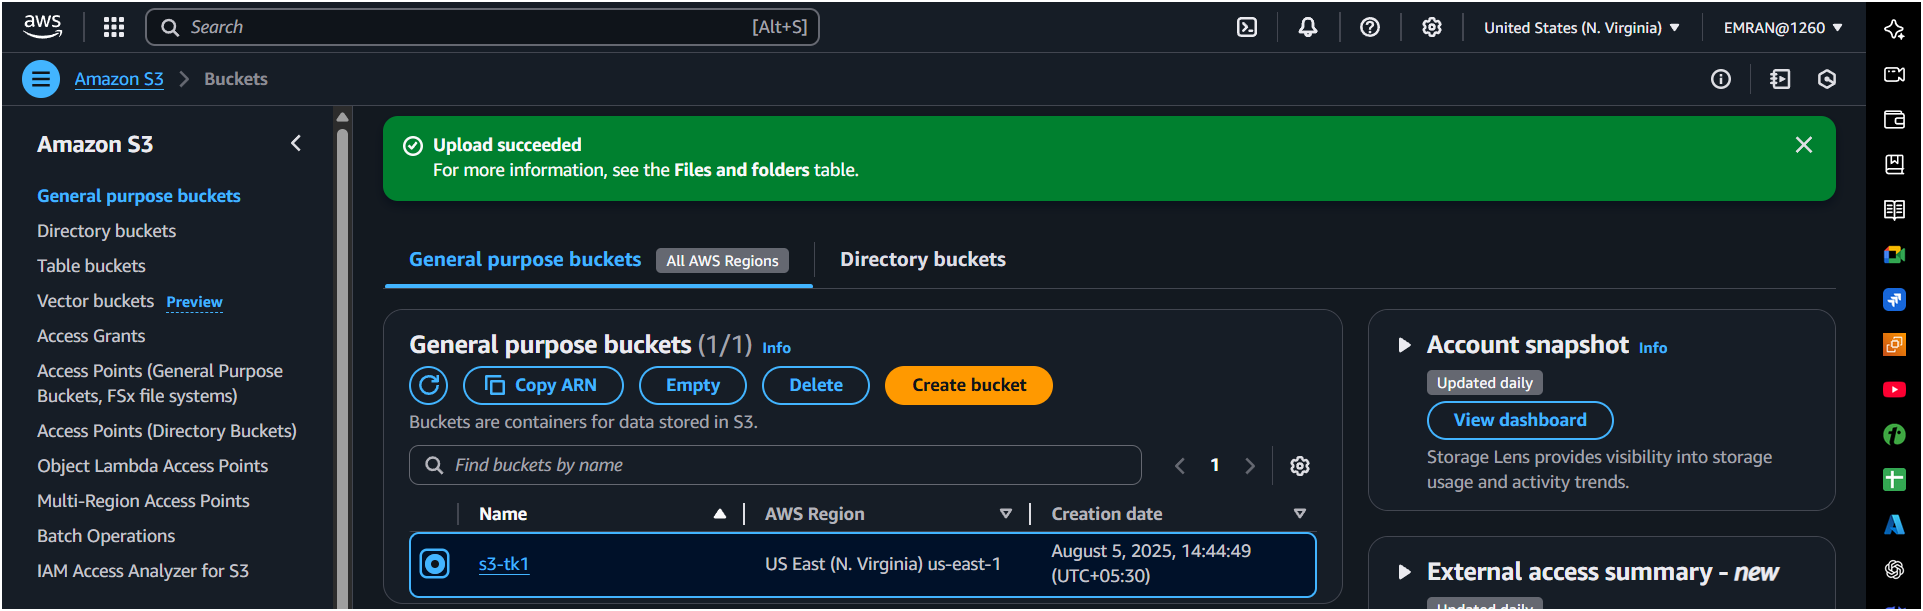 aws
Search [Alt+S]
United States (N. Virginia)
EMRAN@1260
Amazon S3
Buckets
Amazon S3
General purpose buckets
Directory buckets
Table buckets
Vector buckets Preview
Access Grants
Access Points (General Purpose
Buckets, FSx file systems)
Access Points (Directory Buckets)
Object Lambda Access Points
Multi-Region Access Points
Batch Operations
IAM Access Analyzer for S3
Upload succeeded
For more information, see the Files and folders table.
General purpose buckets All AWS Regions
Directory buckets
General purpose buckets (1/1) Info
Copy ARN
Empty
Delete
Create bucket
Buckets are containers for data stored in S3.
Find buckets by name
1
Name
AWS Region
Creation date
s3-tk1
US East (N. Virginia) us-east-1
August 5, 2025, 14:44:49
(UTC+05:30)
Account snapshot Info
Updated daily
View dashboard
Storage Lens provides visibility into storage
usage and activity trends.
External access summary - new
Updated daily